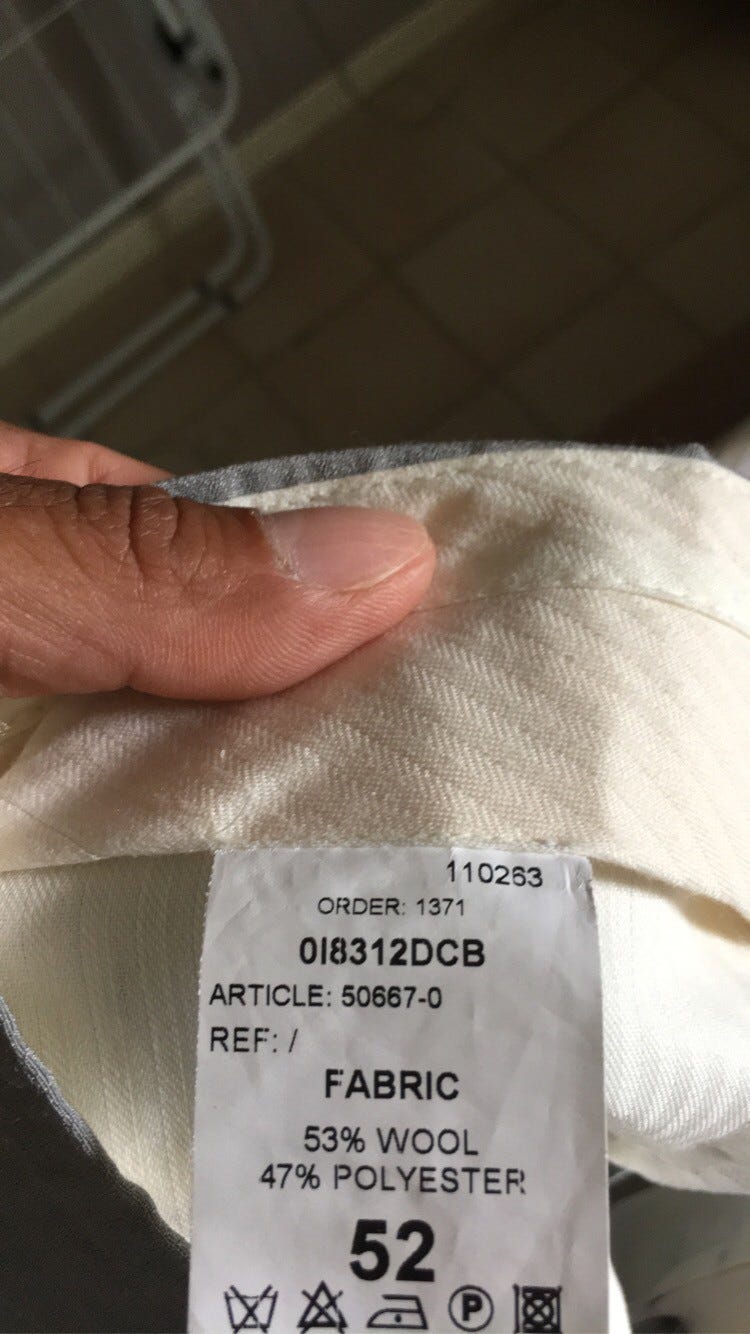 110263
ORDER: 1371
0I8312DCB
ARTICLE: 50667-0
REF: /
FABRIC
53% WOOL
47% POLYESTER
52
P